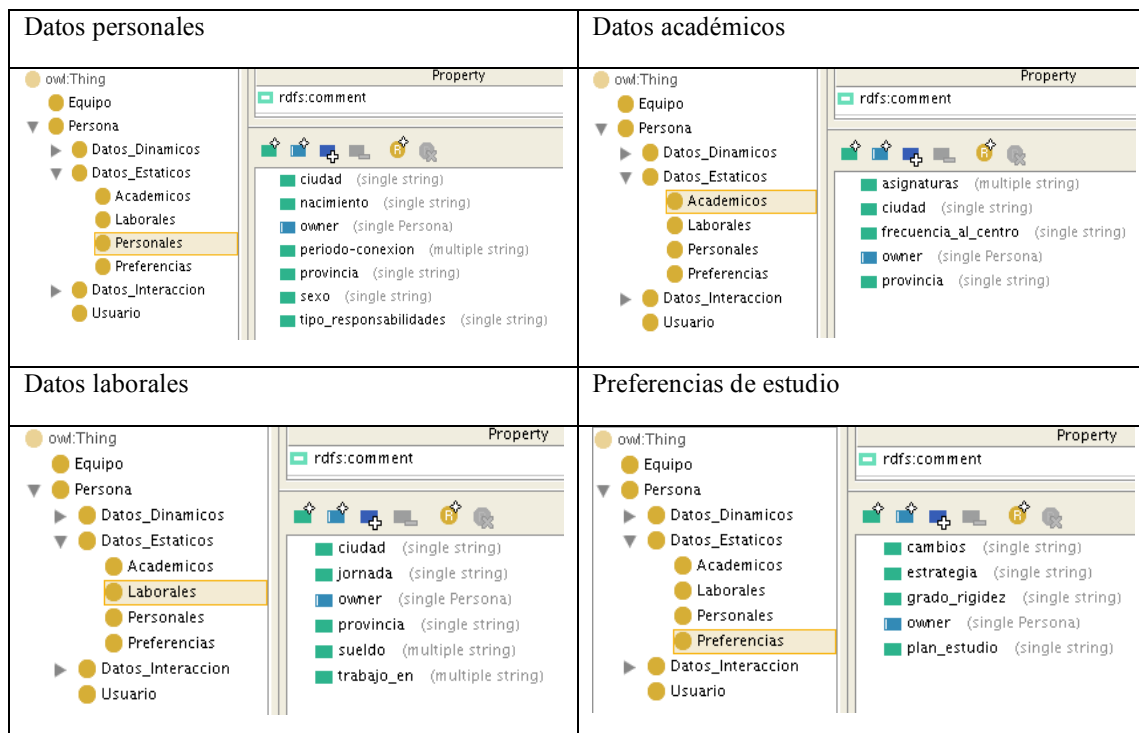 Datos personales
owl:Thing
Equipo
Persona
Datos_Dinamicos
Datos_Estaticos
Academicos
Laborales
Personales
Preferencias
Datos_Interaccion
Usuario
Property
rdfs:comment
R
ciudad (single string)
nacimiento (single string)
owner (single Persona)
periodo-conexion (multiple string)
provincia (single string)
sexo (single string)
tipo_responsabilidades (single string)
Datos académicos
owl:Thing
Equipo
Persona
Datos_Dinamicos
Datos_Estaticos
Academicos
Laborales
Personales
Preferencias
Datos_Interaccion
Usuario
Property
rdfs:comment
R
asignaturas (multiple string)
ciudad (single string)
frecuencia_al_centro (single string)
owner (single Persona)
provincia (single string)
Datos laborales
owl:Thing
Equipo
Persona
Datos_Dinamicos
Datos_Estaticos
Academicos
Laborales
Personales
Preferencias
Datos_Interaccion
Usuario
Property
rdfs:comment
R
ciudad (single string)
jornada (single string)
owner (single Persona)
provincia (single string)
sueldo (multiple string)
trabajo_en (multiple string)
Preferencias de estudio
owl:Thing
Equipo
Persona
Datos_Dinamicos
Datos_Estaticos
Academicos
Laborales
Personales
Preferencias
Datos_Interaccion
Usuario
Property
rdfs:comment
R
cambios (single string)
estrategia (single string)
grado_rigidez (single string)
owner (single Persona)
plan_estudio (single string)